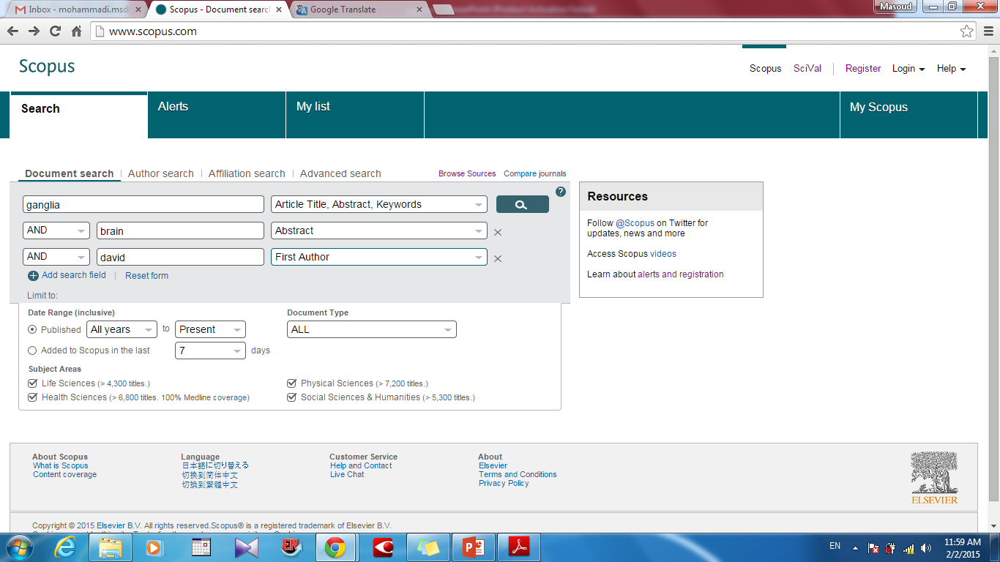 Inbox - mohammadi.msd
Scopus - Document search
Google Translate
Masoud
www.scopus.com
Scopus
Scopus SciVal Register Login Help
Search Alerts My list My Scopus
Document search Author search Affiliation search Advanced search Browse Sources Compare journals
ganglia Article Title, Abstract, Keywords ?
AND brain Abstract
AND david First Author
Add search field Reset form
Limit to:
Resources
Follow @Scopus on Twitter for
updates, news and more
Access Scopus videos
Learn about alerts and registration
Date Range (inclusive) Document Type
Published All years to Present ALL
Added to Scopus in the last 7 days
Subject Areas
Life Sciences (> 4,300 titles.) Physical Sciences (> 7,200 titles.)
Health Sciences (> 6,800 titles. 100% Medline coverage) Social Sciences & Humanities (> 5,300 titles.)
About Scopus Language Customer Service About
What is Scopus 日本語に切り替える Help and Contact Elsevier
Content coverage 切换到简体中文 Live Chat Terms and Conditions
切換到繁體中文 Privacy Policy
ELSEVIER
Copyright © 2015 Elsevier B.V. All rights reserved.Scopus® is a registered trademark of Elsevier B.V.
EN 11:59 AM
2/2/2015